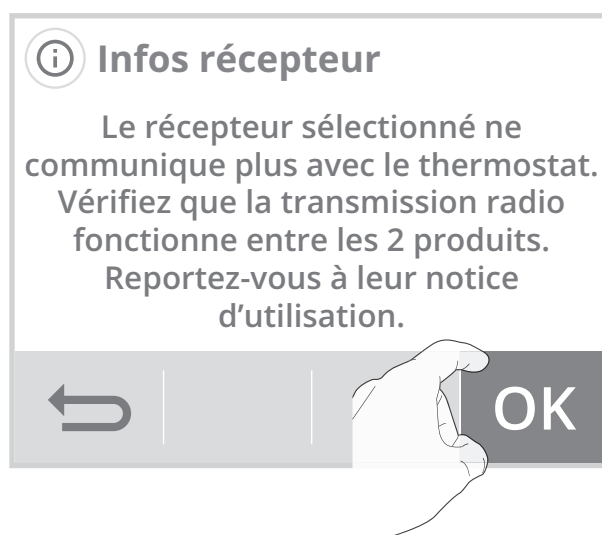 Infos récepteur
Le récepteur sélectionné ne
communique plus avec le thermostat.
Vérifiez que la transmission radio
fonctionne entre les 2 produits.
Reportez-vous à leur notice
d’utilisation.
OK